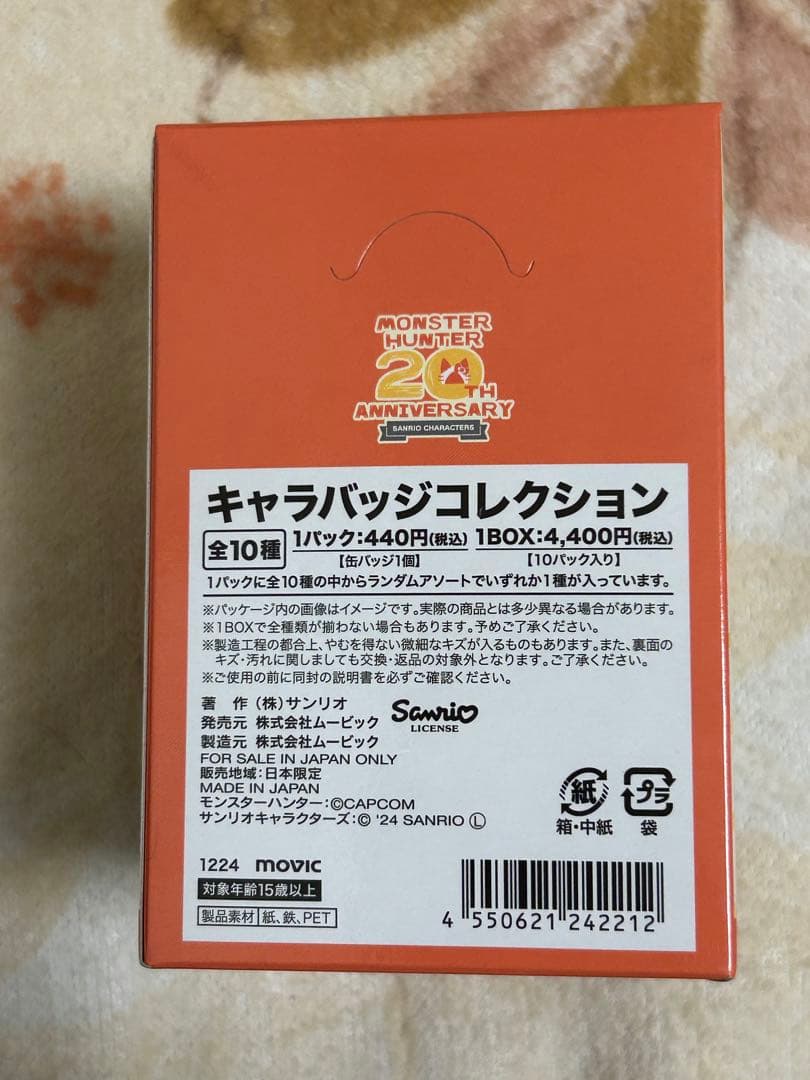 MONSTER
HUNTER
20TH
ANNIVERSARY
SANRIO CHARACTERS
キャラバッジコレクション
全10種 1パック:440円(税込) 1BOX:4,400円(税込)
【缶バッジ1個】 【10パック入り】
1パックに全10種の中からランダムアソートでいずれか1種が入っています。
※パッケージ内の画像はイメージです。実際の商品とは多少異なる場合があります。
※1BOXで全種類が揃わない場合もあります。予めご了承ください。
※製造工程の都合上、やむを得ない微細なキズが入るものもあります。また、裏面の
キズ・汚れに関しましても交換・返品の対象外となります。ご了承ください。
※ご使用の前に同封の説明書を必ずご確認ください。
著 作 (株)サンリオ
発売元 株式会社ムービック
製造元 株式会社ムービック
Sanrio
LICENSE
FOR SALE IN JAPAN ONLY
販売地域:日本限定
MADE IN JAPAN
モンスターハンター:©CAPCOM
サンリオキャラクターズ:© '24 SANRIO Ⓛ
紙 プラ
箱・中紙 袋
1224 movic
対象年齢15歳以上
製品素材 紙、鉄、PET
4 550621 242212